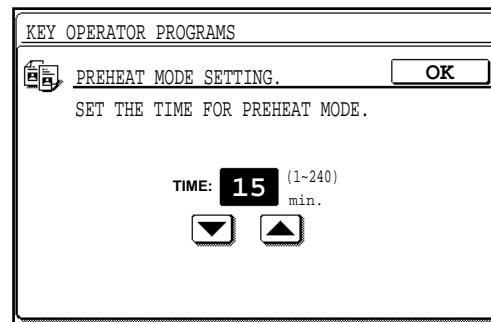 KEY OPERATOR PROGRAMS
PREHEAT MODE SETTING. OK
SET THE TIME FOR PREHEAT MODE.
TIME: 15 (1~240)
min.